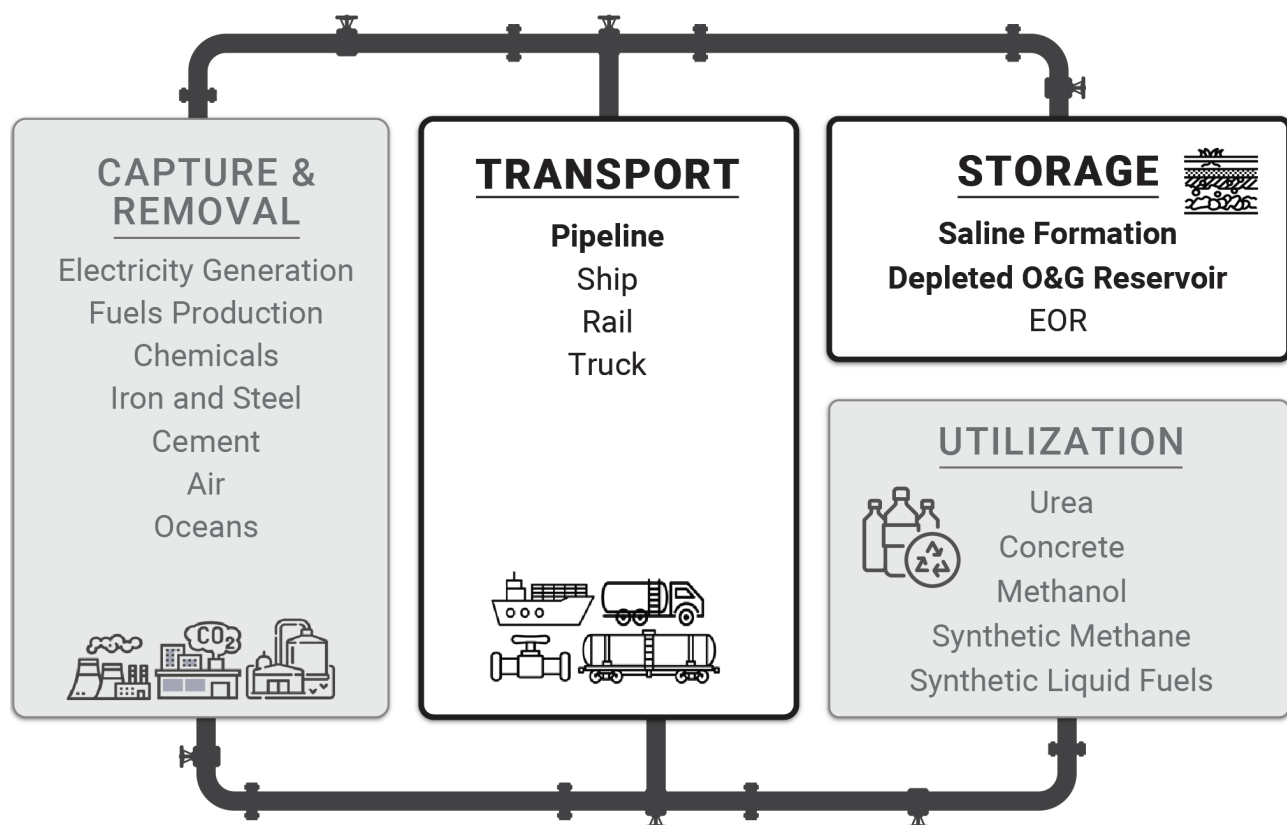 CAPTURE &
REMOVAL
Electricity Generation
Fuels Production
Chemicals
Iron and Steel
Cement
Air
Oceans
CO2
TRANSPORT
Pipeline
Ship
Rail
Truck
STORAGE
Saline Formation
Depleted O&G Reservoir
EOR
UTILIZATION
Urea
Concrete
Methanol
Synthetic Methane
Synthetic Liquid Fuels